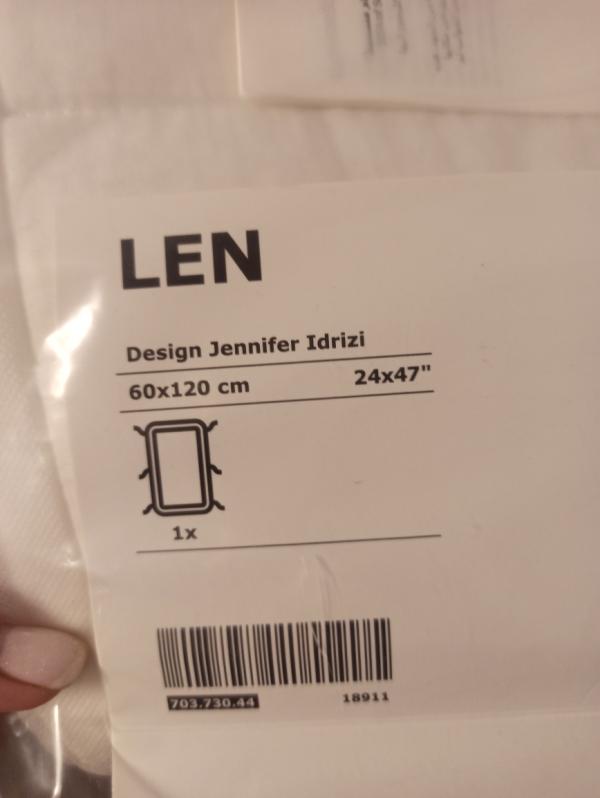 LEN
Design Jennifer Idrizi
60x120 cm 24x47"
1x
703.730.44 18911